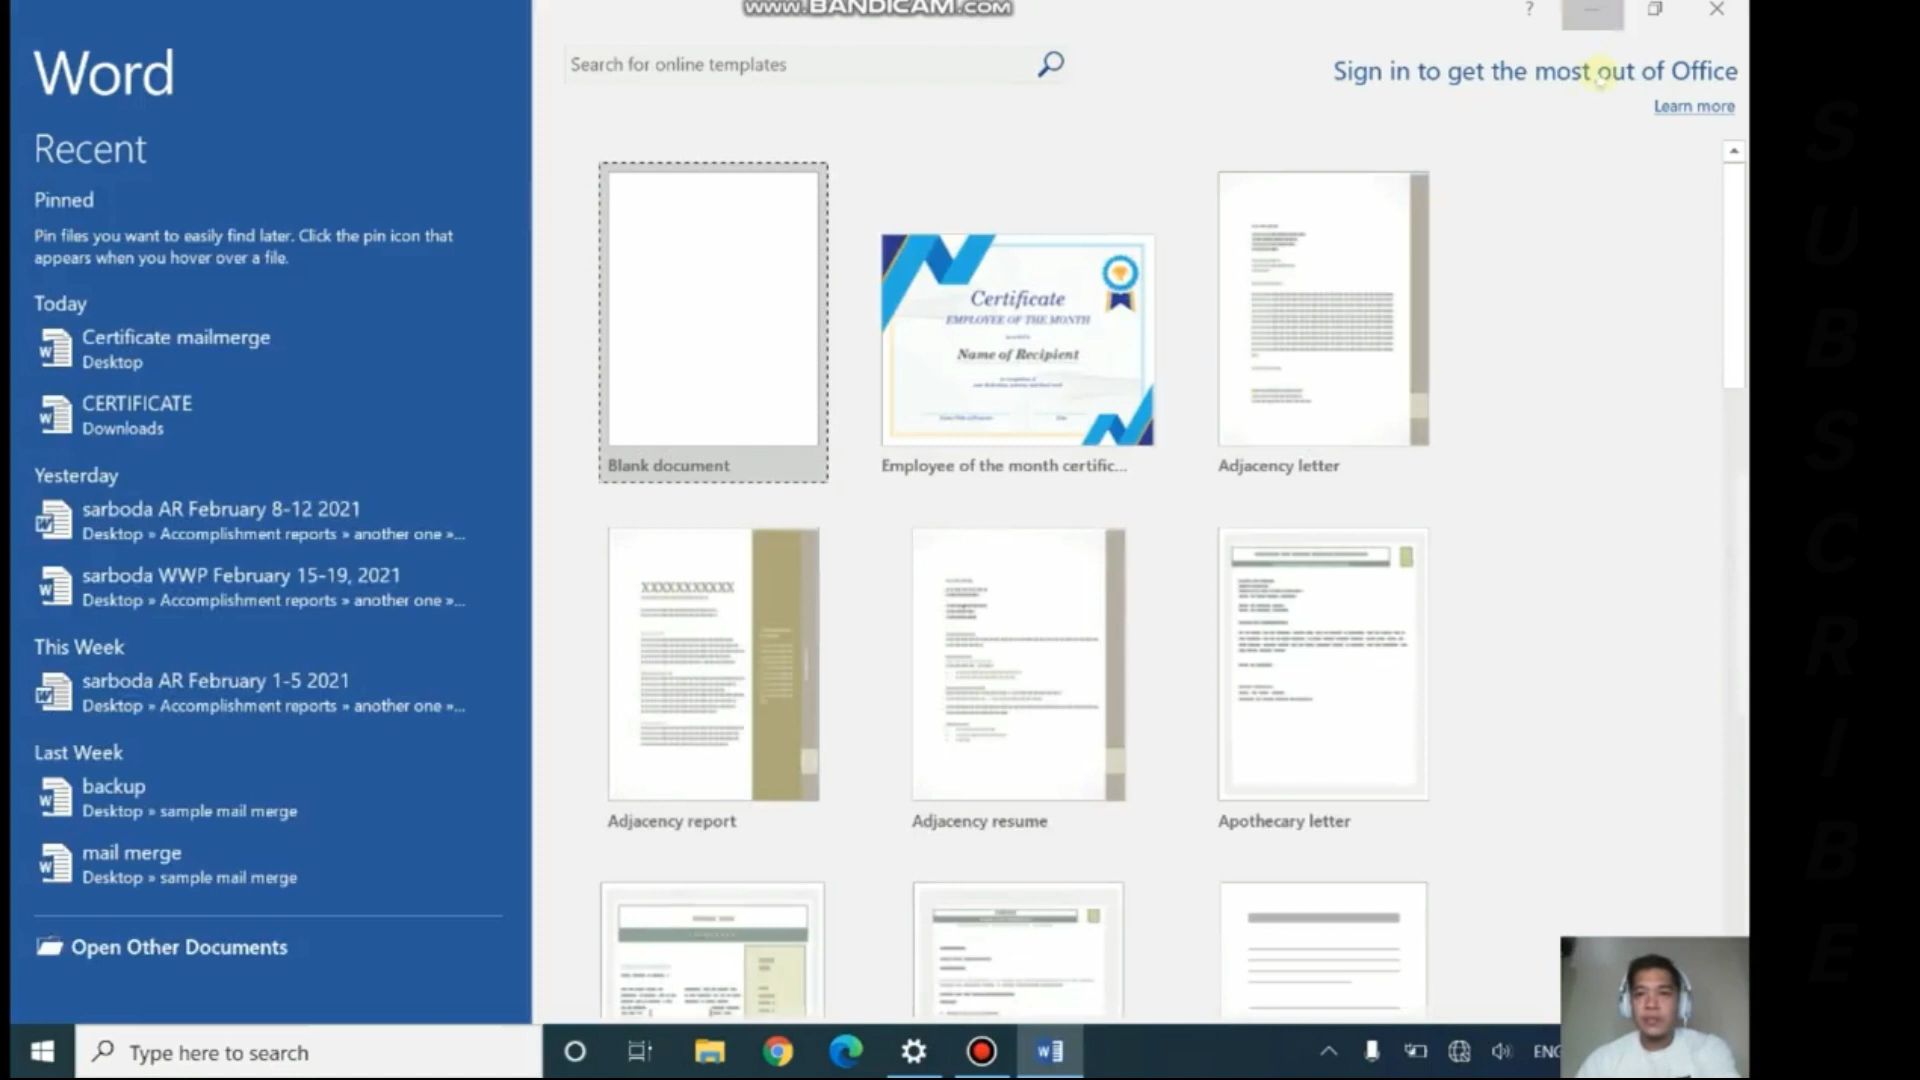 www.BANDICAM.com
Word
Recent
Pinned
Pin files you want to easily find later. Click the pin icon that
appears when you hover over a file.
Today
Certificate mailmerge
Desktop
CERTIFICATE
Downloads
Yesterday
sarboda AR February 8-12 2021
Desktop » Accomplishment reports » another one »...
sarboda WWP February 15-19, 2021
Desktop » Accomplishment reports » another one »...
This Week
sarboda AR February 1-5 2021
Desktop » Accomplishment reports » another one »...
Last Week
backup
Desktop » sample mail merge
mail merge
Desktop » sample mail merge
Open Other Documents
Search for online templates
?
Sign in to get the most out of Office
Learn more
Certificate
EMPLOYEE OF THE MONTH
Name of Recipient
Blank document
Employee of the month certific...
Adjacency letter
XXXXXXXXXX
Adjacency report
Adjacency resume
Apothecary letter
Type here to search
ENG
SUBSCRIBE